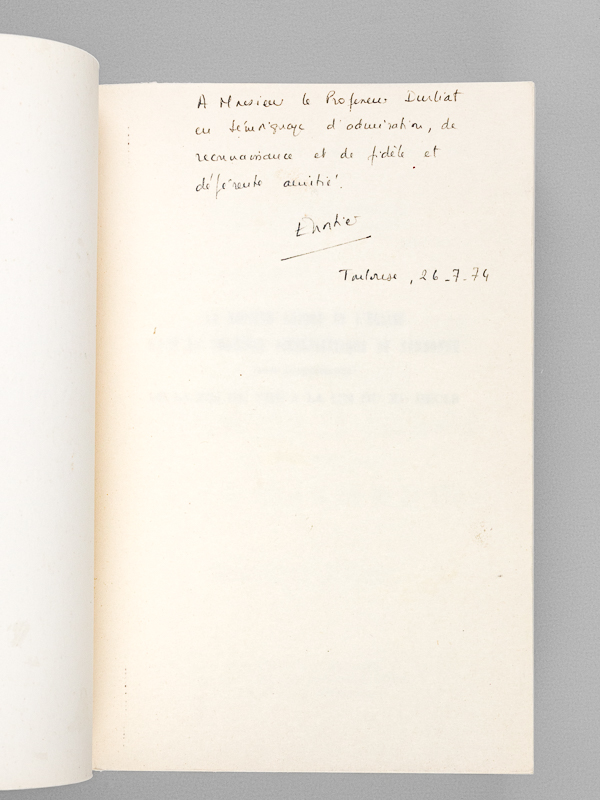 A Monsieur le Professeur Durliat
en témoignage d'admiration, de
reconnaissance et de fidèle et
déférente amitié.
Toulouse, 26-7-74